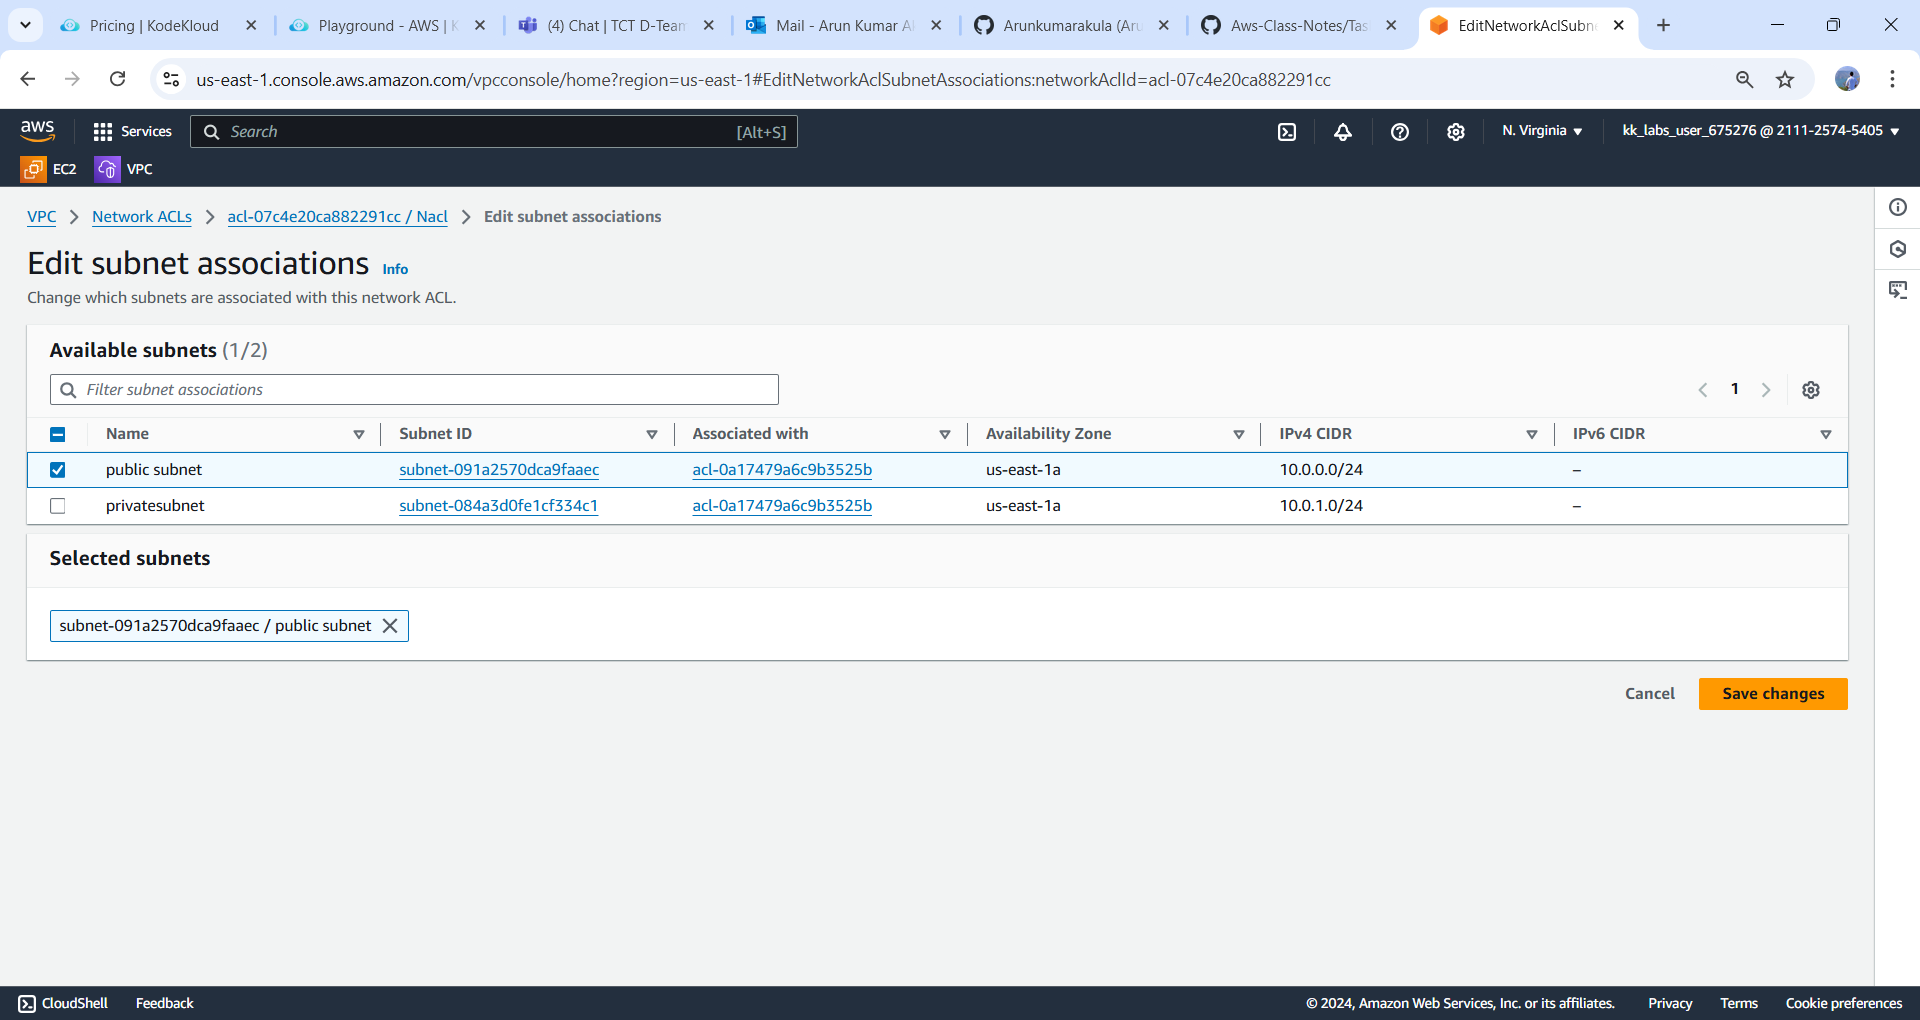 Pricing | KodeKloud
Playground - AWS | K
(4) Chat | TCT D-Team
Mail - Arun Kumar A
Arunkumarakula (Aru
Aws-Class-Notes/Tas
EditNetworkAclSubn
us-east-1.console.aws.amazon.com/vpcconsole/home?region=us-east-1#EditNetworkAclSubnetAssociations:networkAclId=acl-07c4e20ca882291cc
aws
Services
Search
[Alt+S]
N. Virginia
kk_labs_user_675276 @ 2111-2574-5405
EC2
VPC
VPC
Network ACLs
acl-07c4e20ca882291cc / Nacl
Edit subnet associations
Edit subnet associations
Info
Change which subnets are associated with this network ACL.
Available subnets (1/2)
Filter subnet associations
1
Name
Subnet ID
Associated with
Availability Zone
IPv4 CIDR
IPv6 CIDR
public subnet
subnet-091a2570dca9faaec
acl-0a17479a6c9b3525b
us-east-1a
10.0.0.0/24
–
privatesubnet
subnet-084a3d0fe1cf334c1
acl-0a17479a6c9b3525b
us-east-1a
10.0.1.0/24
–
Selected subnets
subnet-091a2570dca9faaec / public subnet
Cancel
Save changes
CloudShell
Feedback
© 2024, Amazon Web Services, Inc. or its affiliates.
Privacy
Terms
Cookie preferences